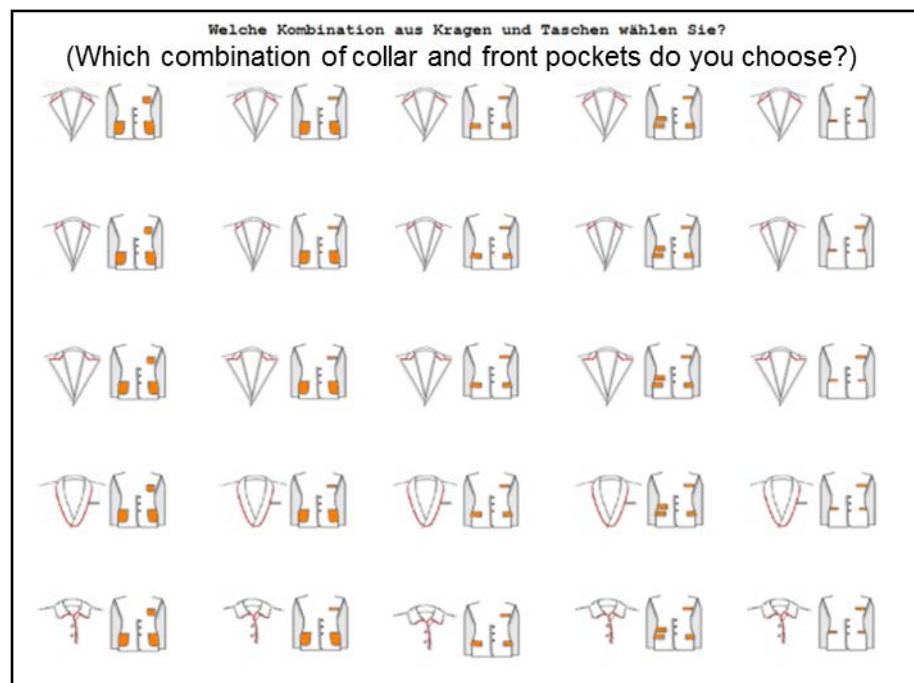 Welche Kombination aus Kragen und Taschen wählen Sie?
(Which combination of collar and front pockets do you choose?)